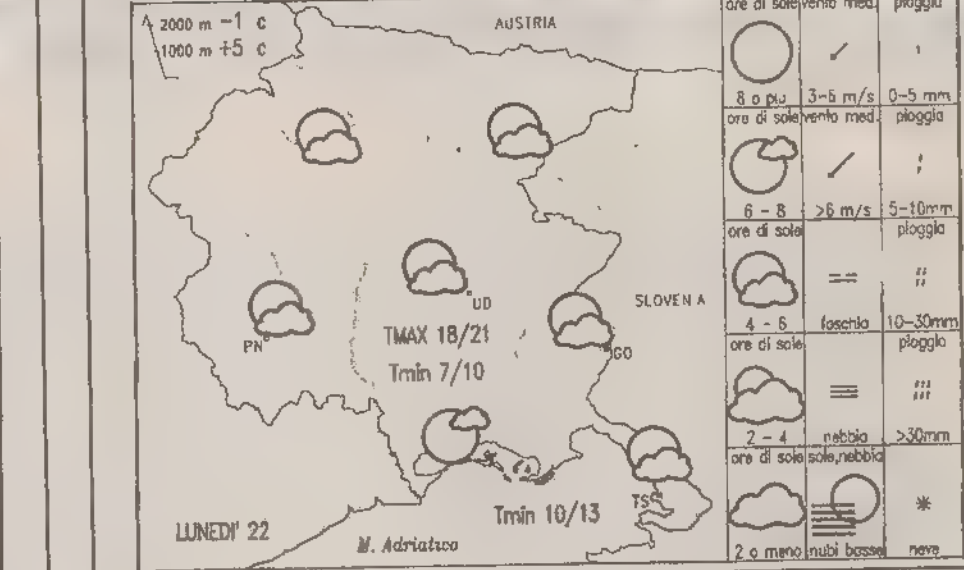 2000 m -1 c
1000 m +5 c
AUSTRIA
UD
PN
TMAX 18/21
Tmin 7/10
GO
SLOVEN A
TS
Tmin 10/13
LUNEDI' 22
M. Adriatico
ore di sole vento med. pioggia
8 o più 3-6 m/s 0-5 mm
ore di sole vento med. pioggia
6 - 8 >6 m/s 5-10mm
ore di sole pioggia
4 - 6 foschia 10-30mm
ore di sole pioggia
2 - 4 nebbia >30mm
ore di sole sole,nebbia
2 o meno nubi basse neve